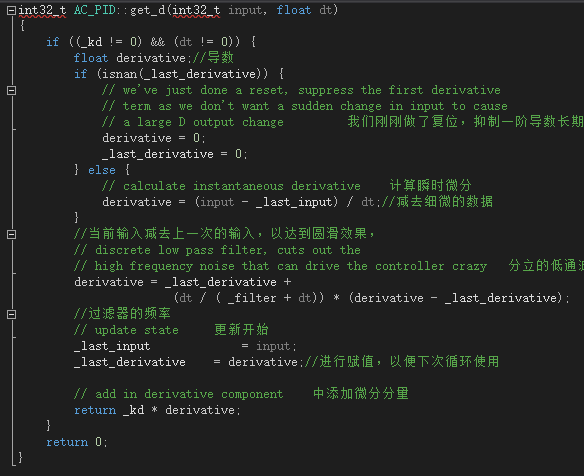 int32_t AC_PID::get_d(int32_t input, float dt)
{
    if ((_kd != 0) && (dt != 0)) {
        float derivative;//导数
        if (isnan(_last_derivative)) {
            // we've just done a reset, suppress the first derivative
            // term as we don't want a sudden change in input to cause
            // a large D output change        我们刚刚做了复位，抑制一阶导数长期
            derivative = 0;
            _last_derivative = 0;
        } else {
            // calculate instantaneous derivative    计算瞬时微分
            derivative = (input - _last_input) / dt;//减去细微的数据
        }
        //当前输入减去上一次的输入，以达到圆滑效果，
        // discrete low pass filter, cuts out the
        // high frequency noise that can drive the controller crazy   分立的低通滤
        derivative = _last_derivative +
                     (dt / ( _filter + dt)) * (derivative - _last_derivative);
        //过滤器的频率
        // update state     更新开始
        _last_input            = input;
        _last_derivative    = derivative;//进行赋值，以便下次循环使用

        // add in derivative component    中添加微分分量
        return _kd * derivative;
    }
    return 0;
}